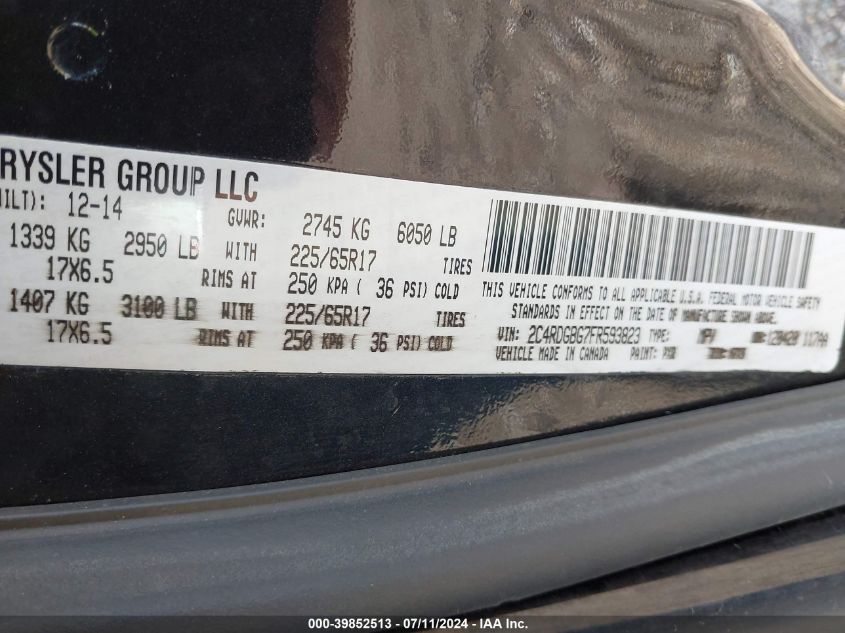 RYSLER GROUP LLC
12-14 GVWR: 2745 KG 6050 LB
1339 KG 2950 LB WITH 225/65R17 TIRES
17X6.5 RIMS AT 250 KPA ( 36 PSI) COLD
1407 KG 3100 LB WITH 225/65R17 TIRES
17X6.5 RIMS AT 250 KPA ( 36 PSI) COLD
THIS VEHICLE CONFORMS TO ALL APPLICABLE U.S.A. FEDERAL MOTOR VEHICLE SAFETY
STANDARDS IN EFFECT ON THE DATE OF MANUFACTURE SHOWN ABOVE.
VIN: 2C4RDGBG7FR593823 TYPE: MPV
VEHICLE MADE IN CANADA PAINT:
000-39852513 - 07/11/2024 - IAA Inc.